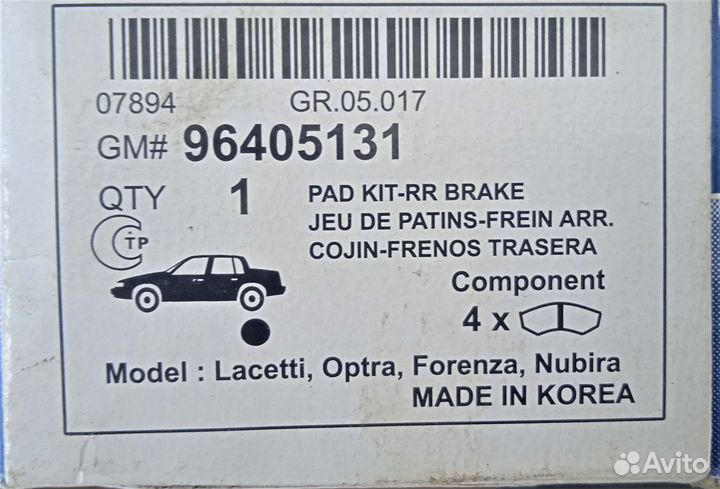 07894 GR.05.017
GM# 96405131
QTY 1 PAD KIT-RR BRAKE
JEU DE PATINS-FREIN ARR.
COJIN-FRENOS TRASERA
CTP
Component
4 x
Model : Lacetti, Optra, Forenza, Nubira
MADE IN KOREA
Avito